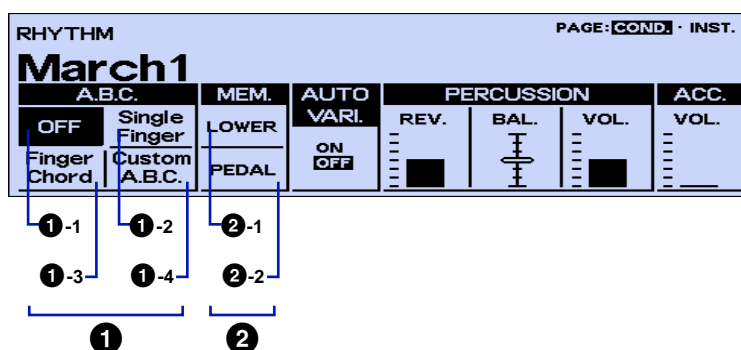 RHYTHM
PAGE: COND. · INST.
March1
A.B.C. MEM. AUTO VARI. PERCUSSION ACC.
OFF Single Finger LOWER REV. BAL. VOL. VOL.
ON
OFF
Finger Chord Custom A.B.C. PEDAL
1-1 1-2 2-1
1-3 1-4 2-2
1 2